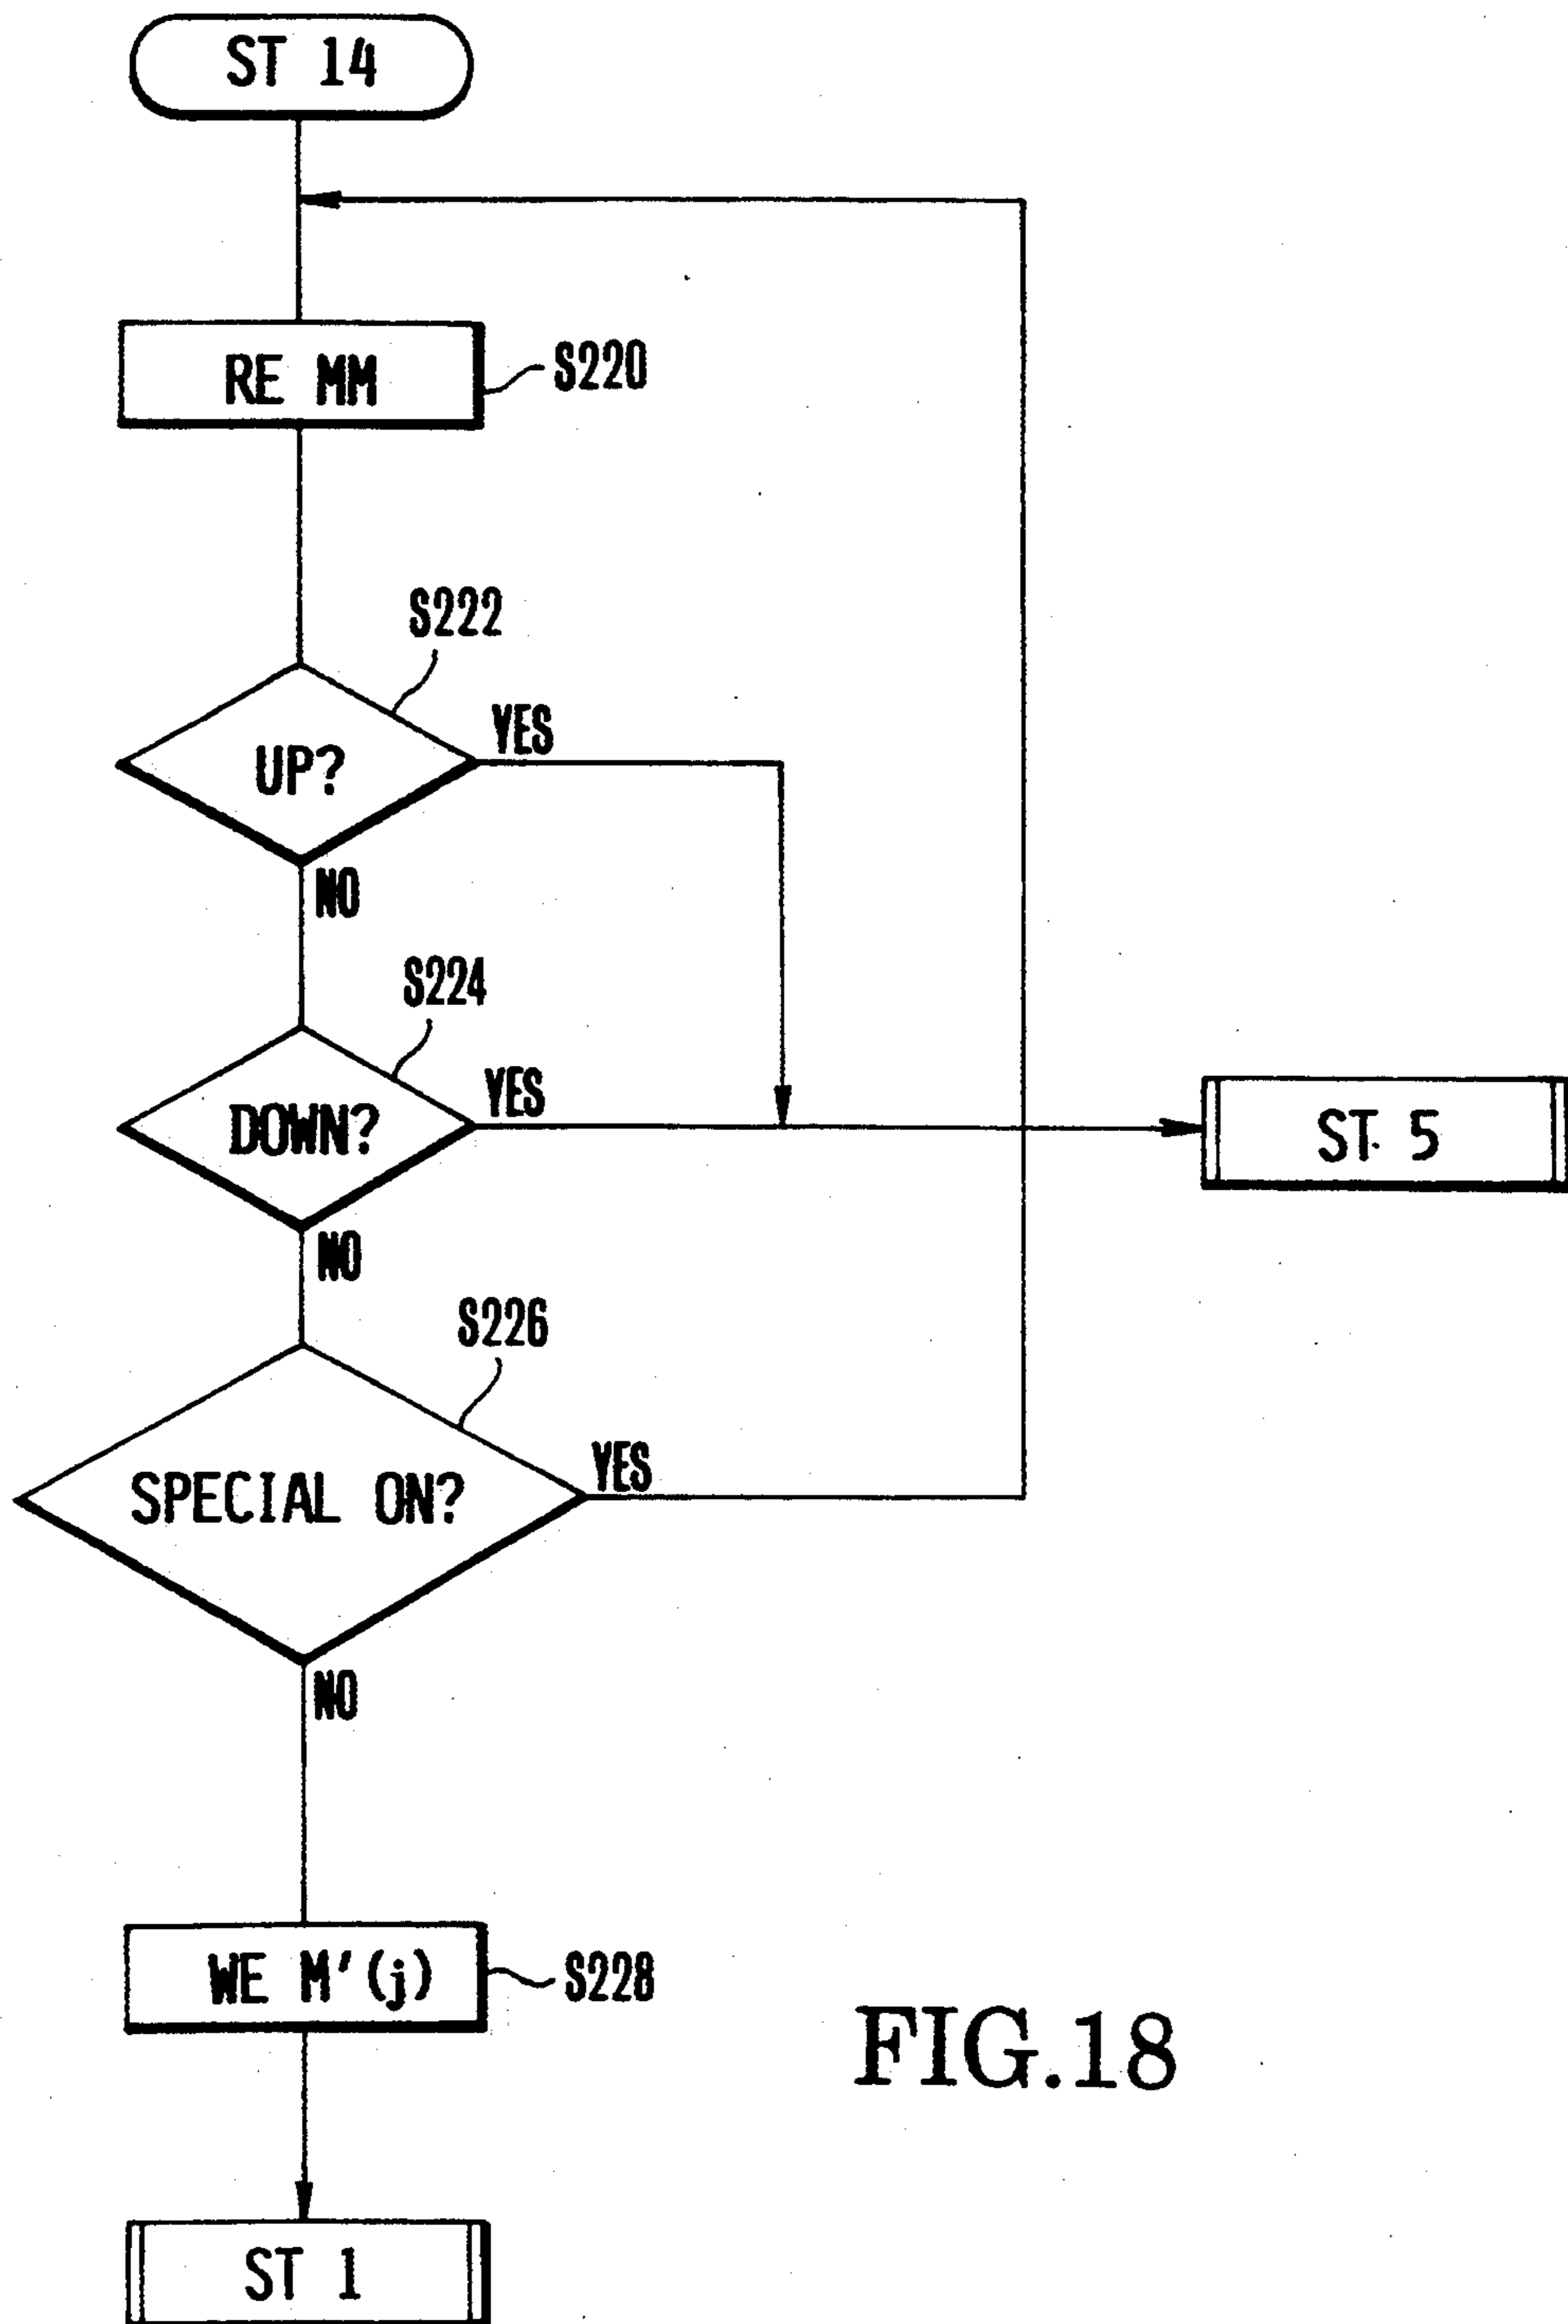 ST 14
RE MM
S220
S222
UP?
YES
NO
S224
DOWN?
YES
ST 5
NO
S226
SPECIAL ON?
YES
NO
WE M'(j)
S228
FIG.18
ST 1